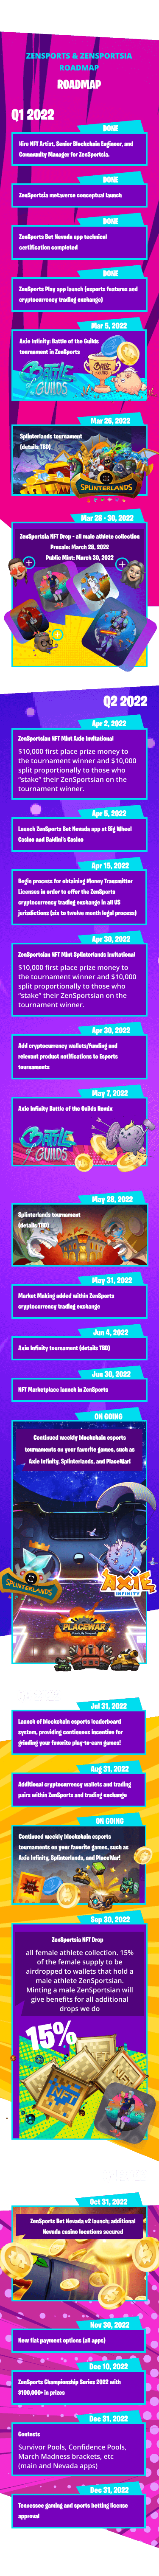 ZENSPORTS & ZENSPORTSIA
ROADMAP
ROADMAP
Q1 2022
DONE
Hire NFT Artist, Senior Blockchain Engineer, and
Community Manager for ZenSportsia.
DONE
ZenSportsia metaverse conceptual launch
DONE
ZenSports Bet Nevada app technical
certification completed
DONE
ZenSports Play app launch (esports features and
cryptocurrency trading exchange)
Mar 5, 2022
Axie Infinity: Battle of the Guilds
tournament in ZenSports
BATTLE
OF
GUILDS
Mar 26, 2022
Splinterlands tournament
(details TBD)
SPLINTERLANDS
Mar 28 - 30, 2022
ZenSportsia NFT Drop - all male athlete collection
Presale: March 28, 2022
Public Mint: March 30, 2022
Q2 2022
Apr 2, 2022
ZenSportsian NFT Mint Axie Invitational
$10,000 first place prize money to
the tournament winner and $10,000
split proportionally to those who
"stake" their ZenSportsian on the
tournament winner.
Apr 5, 2022
Launch ZenSports Bet Nevada app at Big Wheel
Casino and Baldini's Casino
Apr 15, 2022
Begin process for obtaining Money Transmitter
Licenses in order to offer the ZenSports
cryptocurrency trading exchange in all US
jurisdictions (six to twelve month legal process)
Apr 30, 2022
ZenSportsian NFT Mint Splinterlands Invitational
$10,000 first place prize money to
the tournament winner and $10,000
split proportionally to those who
"stake" their ZenSportsian on the
tournament winner.
Apr 30, 2022
Add cryptocurrency wallets/funding and
relevant product notifications to Esports
tournaments
May 7, 2022
Axie Infinity Battle of the Guilds Remix
BATTLE
OF
GUILDS
May 28, 2022
Splinterlands tournament
(details TBD)
May 31, 2022
Market Making added within ZenSports
cryptocurrency trading exchange
Jun 4, 2022
Axie Infinity tournament (details TBD)
Jun 30, 2022
NFT Marketplace launch in ZenSports
ON GOING
Continued weekly blockchain esports
tournaments on your favorite games, such as
Axie Infinity, Splinterlands, and PlaceWar!
SPLINTERLANDS
AXIE
INFINITY
PLACEWAR
Jul 31, 2022
Launch of blockchain esports leaderboard
system, providing continuous incentive for
grinding your favorite play-to-earn games!
Aug 31, 2022
Additional cryptocurrency wallets and trading
pairs within ZenSports and trading exchange
ON GOING
Continued weekly blockchain esports
tournaments on your favorite games, such as
Axie Infinity, Splinterlands, and PlaceWar!
Sep 30, 2022
ZenSportsia NFT Drop
all female athlete collection. 15%
of the female supply to be
airdropped to wallets that hold a
male athlete ZenSportsian.
Minting a male ZenSportsian will
give benefits for all additional
drops we do
15%
NFT
Oct 31, 2022
ZenSports Bet Nevada v2 launch; additional
Nevada casino locations secured
Nov 30, 2022
New fiat payment options (all apps)
Dec 10, 2022
ZenSports Championship Series 2022 with
$100,000+ in prizes
Dec 31, 2022
Contests
Survivor Pools, Confidence Pools,
March Madness brackets, etc
(main and Nevada apps)
Dec 31, 2022
Tennessee gaming and sports betting license
approval